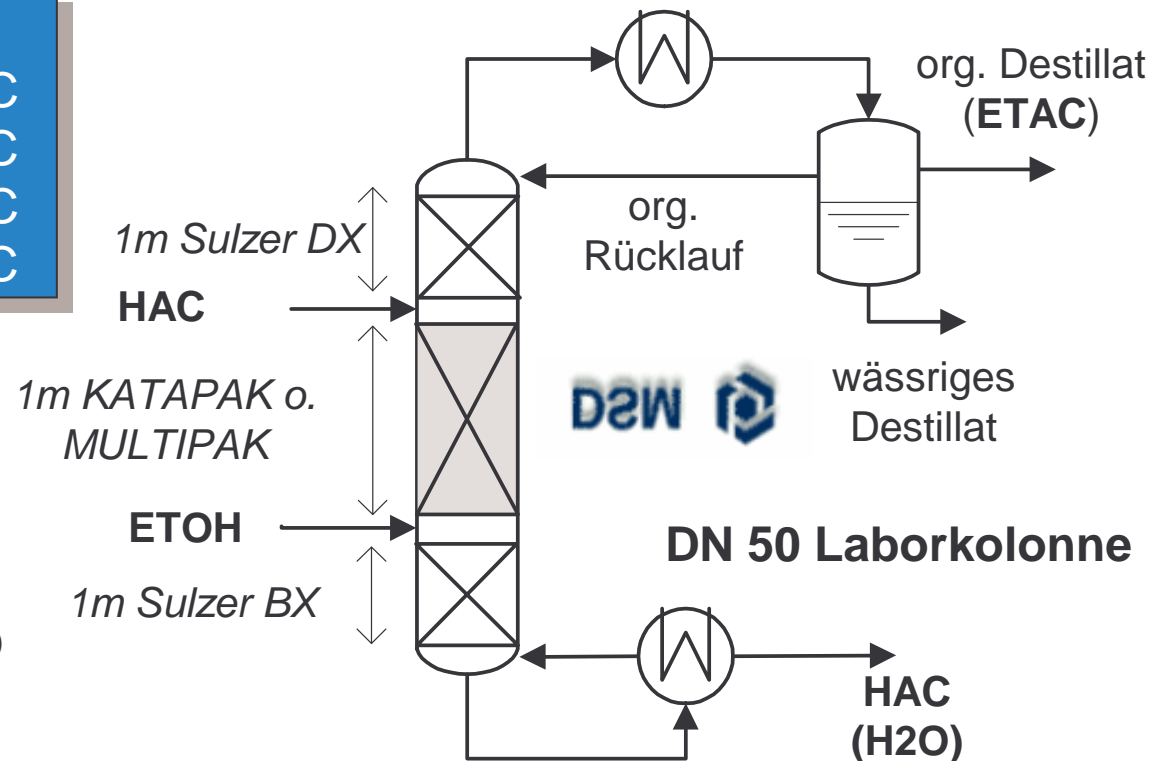 C
C
C
C
org. Destillat
(ETAC)
1m Sulzer DX
org.
Rücklauf
HAC
1m KATAPAK o.
MULTIPAK
DSM
wässriges
Destillat
ETOH
DN 50 Laborkolonne
1m Sulzer BX
)
HAC
(H2O)